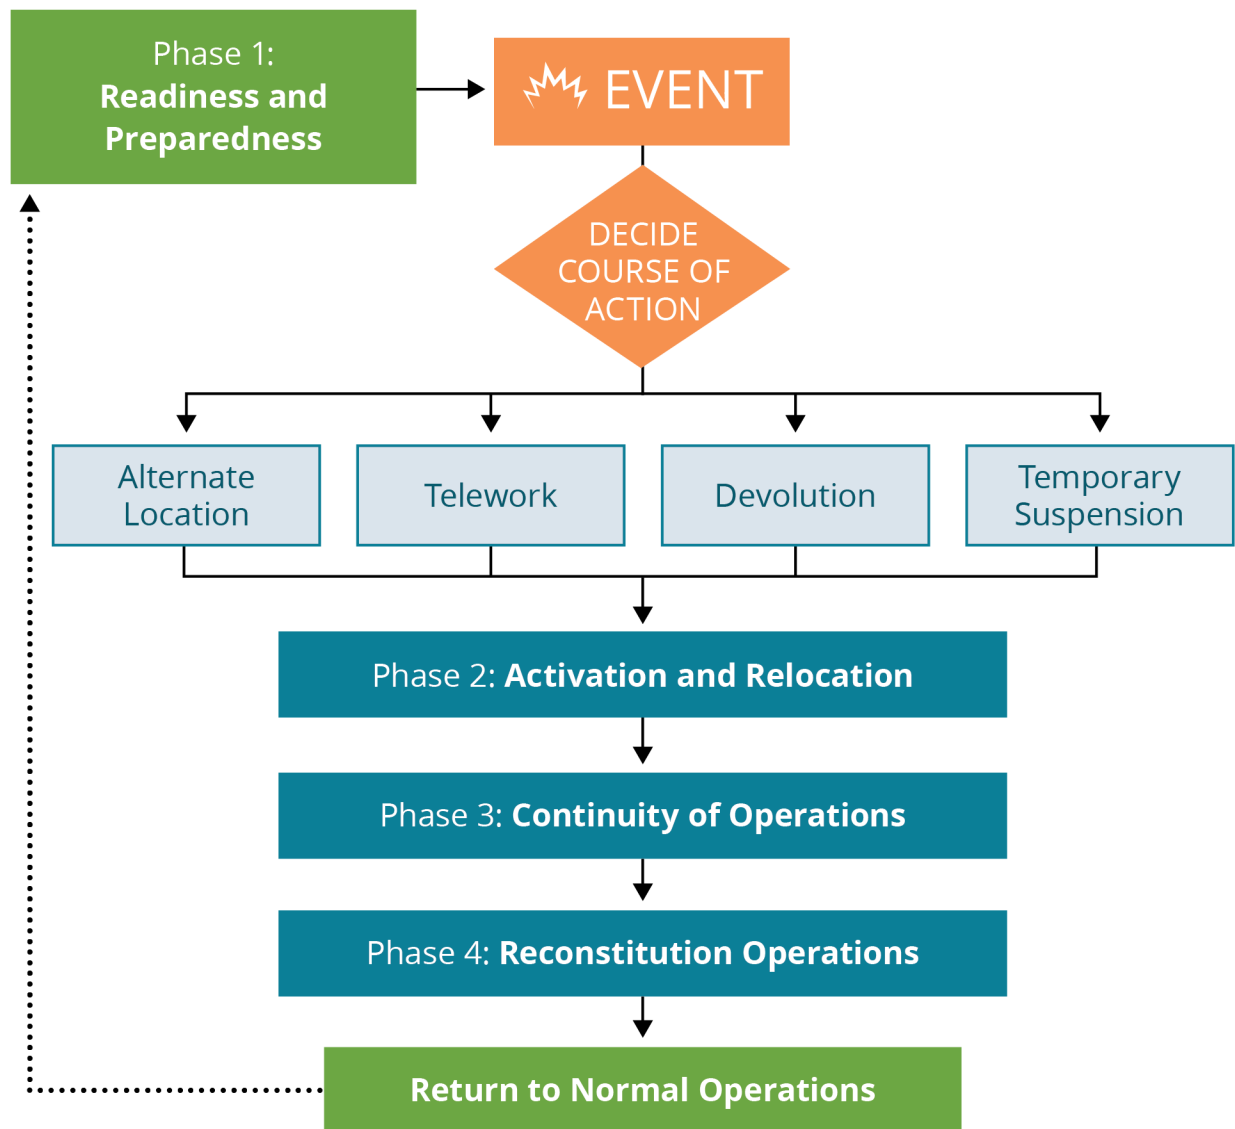 Phase 1:
Readiness and
Preparedness
EVENT
DECIDE
COURSE OF
ACTION
Alternate
Location
Telework
Devolution
Temporary
Suspension
Phase 2: Activation and Relocation
Phase 3: Continuity of Operations
Phase 4: Reconstitution Operations
Return to Normal Operations